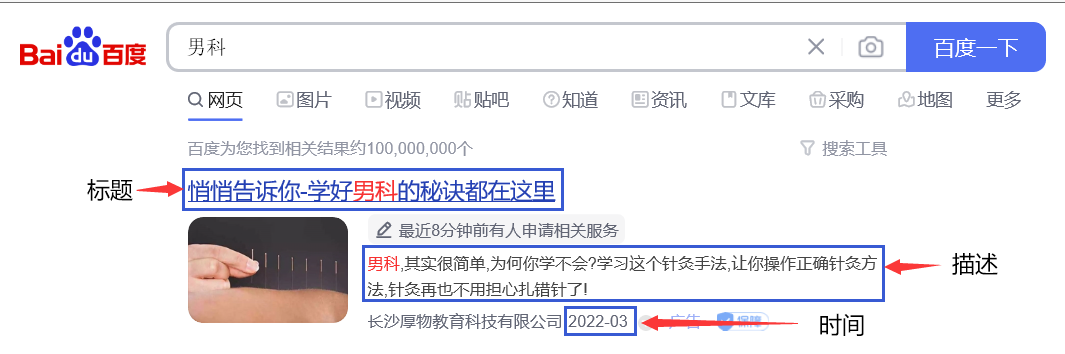 Bai du 百度
男科
百度一下
网页 图片 视频 贴 贴吧 知道 资讯 文库 采购 地图 更多
百度为您找到相关结果约100,000,000个
搜索工具
标题
悄悄告诉你-学好男科的秘诀都在这里
最近8分钟前有人申请相关服务
男科,其实很简单,为何你学不会?学习这个针灸手法,让你操作正确针灸方
法,针灸再也不用担心扎错针了!
描述
长沙厚物教育科技有限公司 2022-03 广告 保障
时间